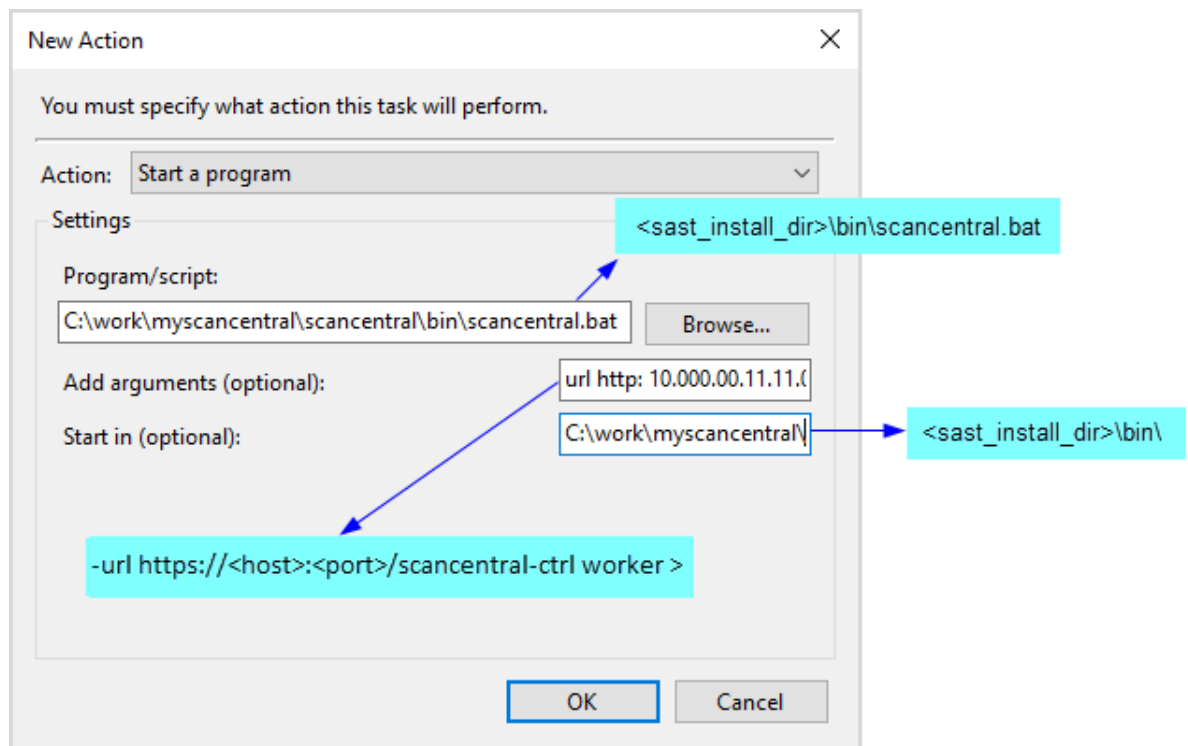 New Action
You must specify what action this task will perform.
Action: Start a program
Settings
<sast_install_dir>\bin\scancentral.bat
Program/script:
C:\work\myscancentral\scancentral\bin\scancentral.bat Browse...
Add arguments (optional): url http: 10.000.00.11.11.(
Start in (optional): C:\work\myscancentral\ <sast_install_dir>\bin\
-url https://<host>:<port>/scancentral-ctrl worker >
OK Cancel